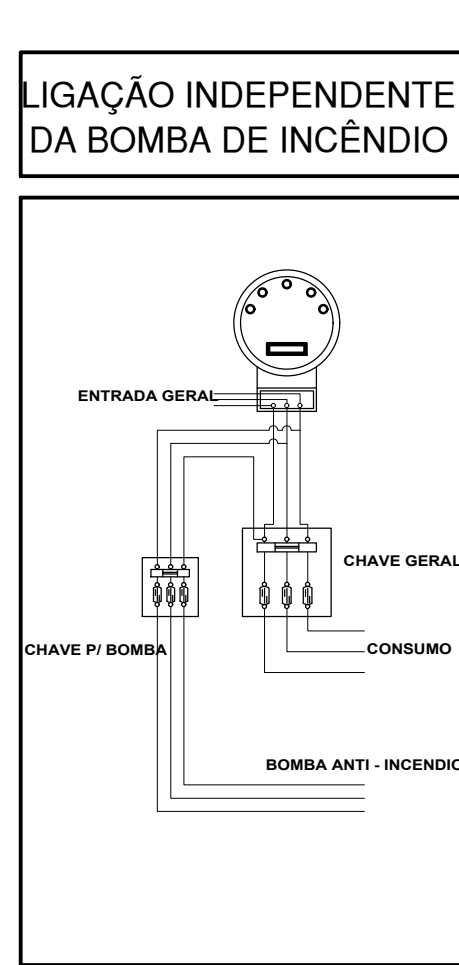 LIGAÇÃO INDEPENDENTE
DA BOMBA DE INCÊNDIO
ENTRADA GERAL
CHAVE GERAL
CHAVE P/ BOMBA
CONSUMO
BOMBA ANTI - INCENDIO